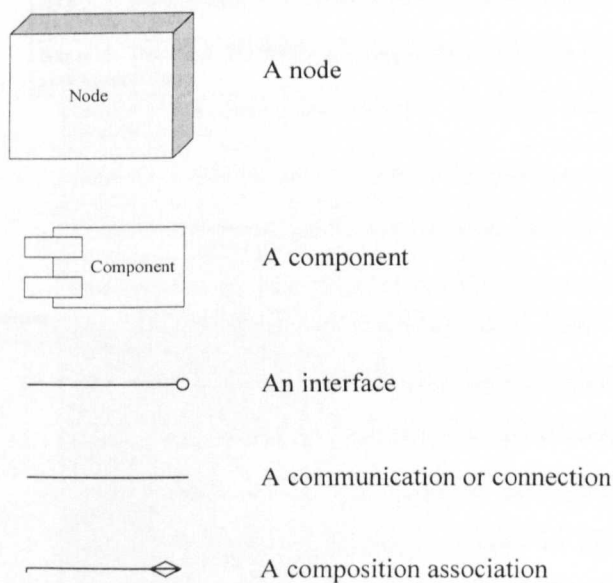 Node
A node
Component
A component
An interface
A communication or connection
A composition association